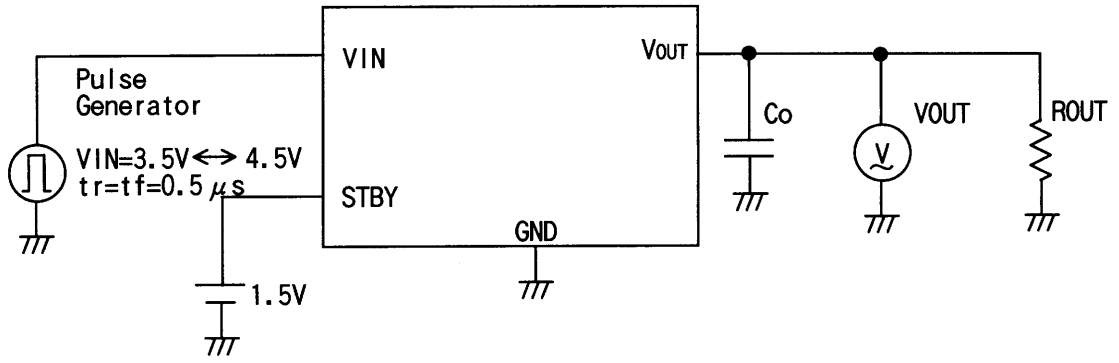 VIN
VOUT
Pulse
Generator
VIN=3.5V↔4.5V
tr=tf=0.5μs
Co
VOUT
ROUT
V
STBY
GND
1.5V